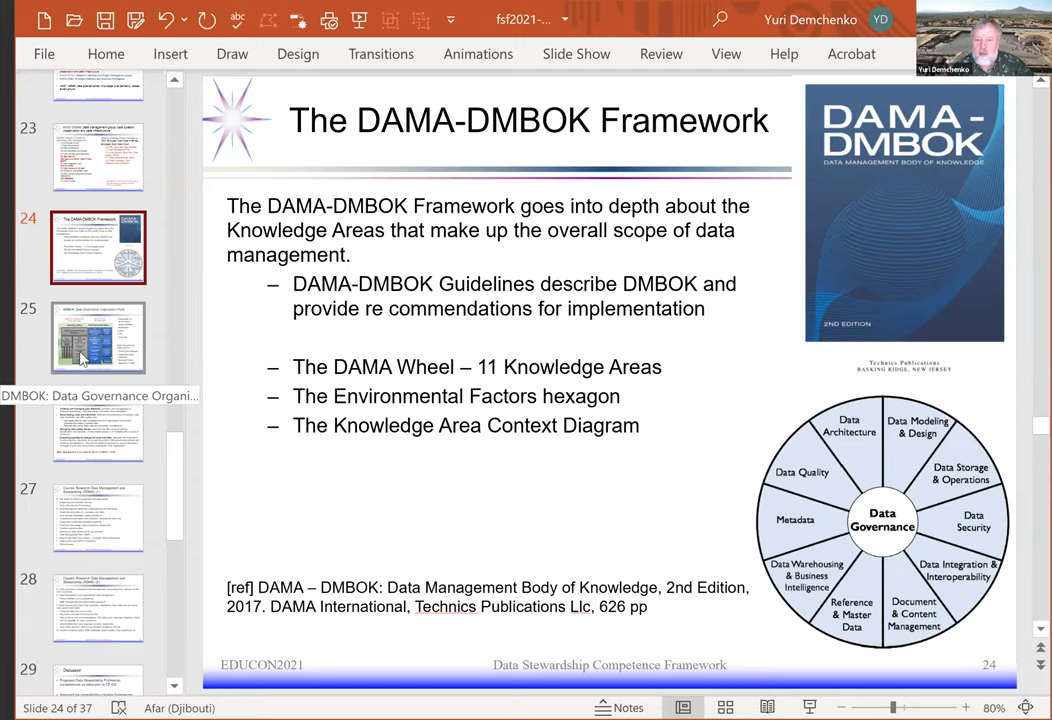 abc
fsf2021-...
Yuri Demchenko
YD
Yuri Demchenko
File Home Insert Draw Design Transitions Animations Slide Show Review View Help Acrobat
23
24
25
DMBOK: Data Governance Organi...
27
28
29
The DAMA-DMBOK Framework
The DAMA-DMBOK Framework goes into depth about the
Knowledge Areas that make up the overall scope of data
management.
– DAMA-DMBOK Guidelines describe DMBOK and
provide re commendations for implementation
– The DAMA Wheel – 11 Knowledge Areas
– The Environmental Factors hexagon
– The Knowledge Area Context Diagram
[ref] DAMA – DMBOK: Data Management Body of Knowledge, 2nd Edition,
2017. DAMA International, Technics Publications Llc, 626 pp
DAMA-
DMBOK
DATA MANAGEMENT BODY OF KNOWLEDGE
2ND EDITION
Technics Publications
BASKING RIDGE, NEW JERSEY
Data
Architecture
Data Modeling
& Design
Data Storage
& Operations
Data
Security
Data Integration &
Interoperability
Document
& Content
Management
Reference
& Master
Data
Data Warehousing
& Business
Intelligence
Metadata
Data Quality
Data
Governance
EDUCON2021
Data Stewardship Competence Framework
24
Slide 24 of 37
Afar (Djibouti)
Notes
80%